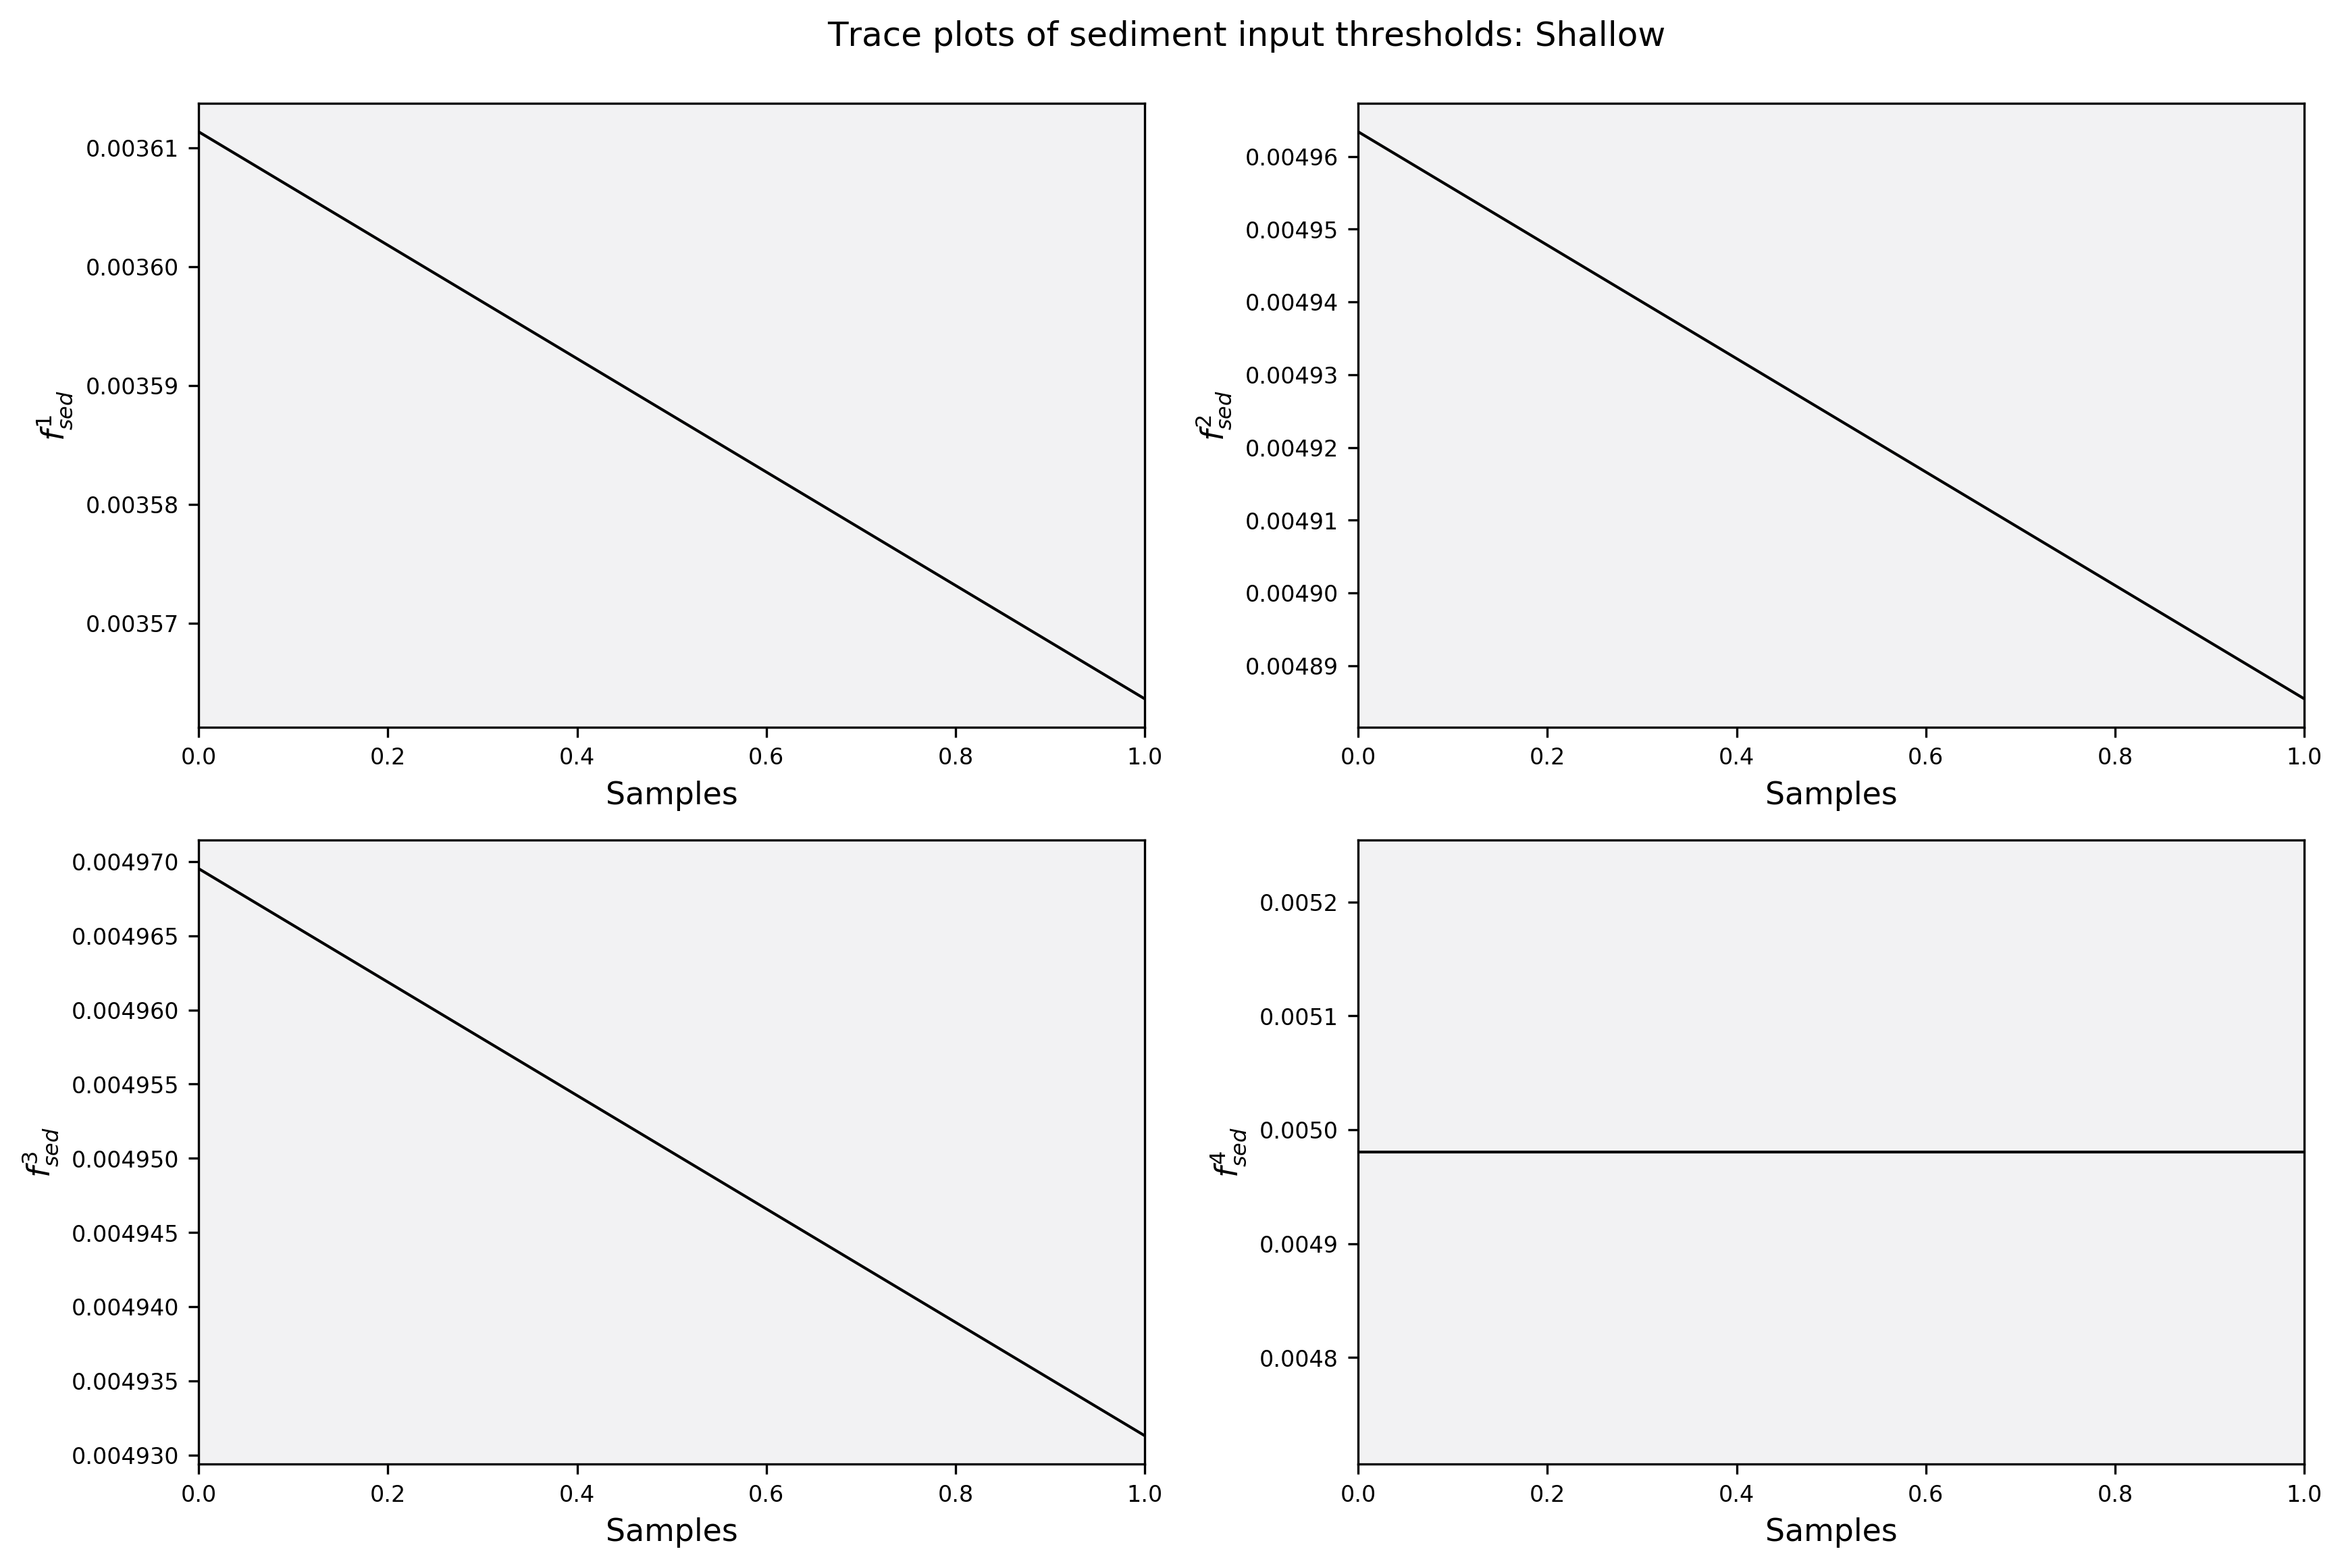 Trace plots of sediment input thresholds: Shallow
0.00361
0.00360
0.00359
0.00358
0.00357
f¹sed
0.0 0.2 0.4 0.6 0.8 1.0
Samples
0.00496
0.00495
0.00494
0.00493
0.00492
0.00491
0.00490
0.00489
f²sed
0.0 0.2 0.4 0.6 0.8 1.0
Samples
0.004970
0.004965
0.004960
0.004955
0.004950
0.004945
0.004940
0.004935
0.004930
f³sed
0.0 0.2 0.4 0.6 0.8 1.0
Samples
0.0052
0.0051
0.0050
0.0049
0.0048
f⁴sed
0.0 0.2 0.4 0.6 0.8 1.0
Samples